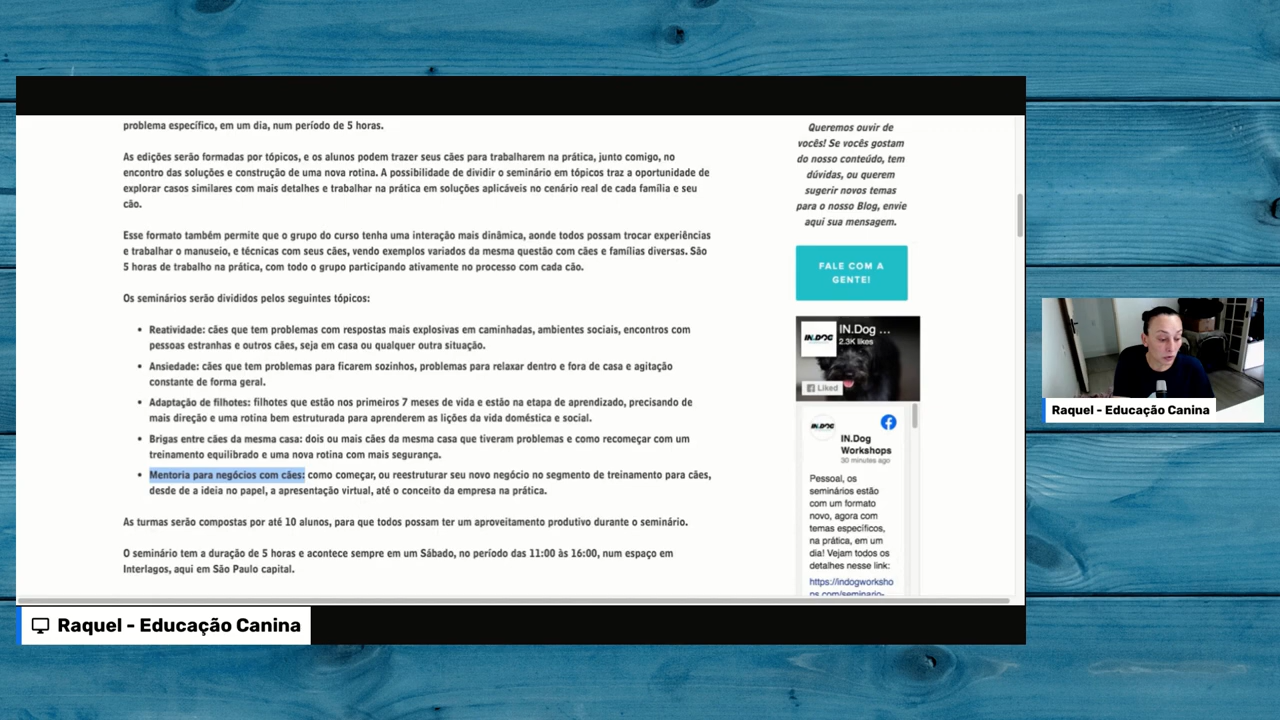 problema específico, em um dia, num período de 5 horas.
As edições serão formadas por tópicos, e os alunos podem trazer seus cães para trabalharem na prática, junto comigo, no
encontro das soluções e construção de uma nova rotina. A possibilidade de dividir o seminário em tópicos traz a oportunidade de
explorar casos similares com mais detalhes e trabalhar na prática em soluções aplicáveis no cenário real de cada família e seu
cão.
Esse formato também permite que o grupo do curso tenha uma interação mais dinâmica, aonde todos possam trocar experiências
e trabalhar o manuseio, e técnicas com seus cães, vendo exemplos variados da mesma questão com cães e famílias diversas. São
5 horas de trabalho na prática, com todo o grupo participando ativamente no processo com cada cão.
Os seminários serão divididos pelos seguintes tópicos:
• Reatividade: cães que tem problemas com respostas mais explosivas em caminhadas, ambientes sociais, encontros com
pessoas estranhas e outros cães, seja em casa ou qualquer outra situação.
• Ansiedade: cães que tem problemas para ficarem sozinhos, problemas para relaxar dentro e fora de casa e agitação
constante de forma geral.
• Adaptação de filhotes: filhotes que estão nos primeiros 7 meses de vida e estão na etapa de aprendizado, precisando de
mais direção e uma rotina bem estruturada para aprenderem as lições da vida doméstica e social.
• Brigas entre cães da mesma casa: dois ou mais cães da mesma casa que tiveram problemas e como recomeçar com um
treinamento equilibrado e uma nova rotina com mais segurança.
• Mentoria para negócios com cães: como começar, ou reestruturar seu novo negócio no segmento de treinamento para cães,
desde de a ideia no papel, a apresentação virtual, até o conceito da empresa na prática.
As turmas serão compostas por até 10 alunos, para que todos possam ter um aproveitamento produtivo durante o seminário.
O seminário tem a duração de 5 horas e acontece sempre em um Sábado, no período das 11:00 às 16:00, num espaço em
Interlagos, aqui em São Paulo capital.
Queremos ouvir de
vocês! Se vocês gostam
do nosso conteúdo, tem
dúvidas, ou querem
sugerir novos temas
para o nosso Blog, envie
aqui sua mensagem.
FALE COM A
GENTE!
IN.DOG
IN.Dog ...
2.3K likes
Liked
IN.DOG
IN.Dog
Workshops
30 minutes ago
Pessoal, os
seminários estão
com um formato
novo, agora com
temas específicos,
na prática, em um
dia! Vejam todos os
detalhes nesse link:
https://indogworksho
ps.com/seminario-
Raquel - Educação Canina
Raquel - Educação Canina